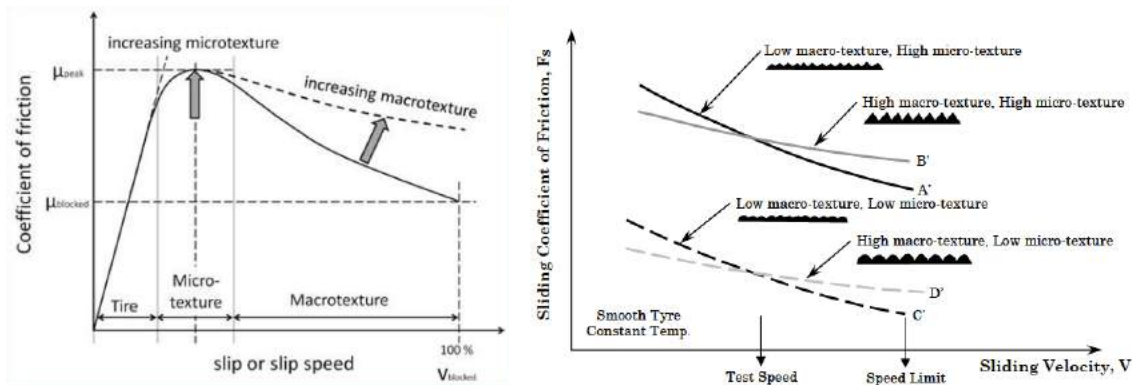 increasing microtexture
μpeak
increasing macrotexture
Coefficient of friction
μblocked
Micro-
texture
Tire
Macrotexture
100 %
slip or slip speed
Vblocked
Sliding Coefficient of Friction, Fs
Low macro-texture, High micro-texture
High macro-texture, High micro-texture
B'
A'
Low macro-texture, Low micro-texture
High macro-texture, Low micro-texture
D'
C'
Smooth Tyre
Constant Temp.
Sliding Velocity, V
Test Speed
Speed Limit